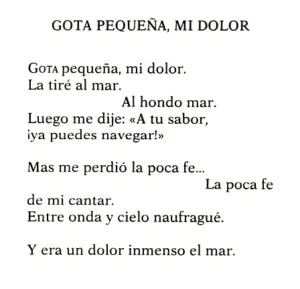 GOTA PEQUEÑA, MI DOLOR
GOTA pequeña, mi dolor.
La tiré al mar.
Al hondo mar.
Luego me dije: «A tu sabor,
¡ya puedes navegar!»
Mas me perdió la poca fe...
La poca fe
de mi cantar.
Entre onda y cielo naufragué.
Y era un dolor inmenso el mar.